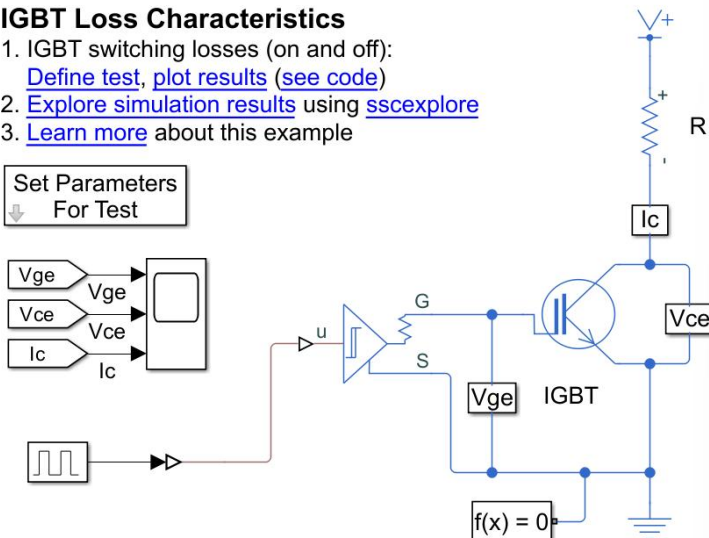 IGBT Loss Characteristics
1. IGBT switching losses (on and off):
Define test, plot results (see code)
2. Explore simulation results using sscexplore
3. Learn more about this example
Set Parameters
For Test
V+
+
R
-
Ic
Vge
Vge
Vce
Vce
Ic
Ic
u
G
S
Vge
IGBT
Vce
f(x) = 0